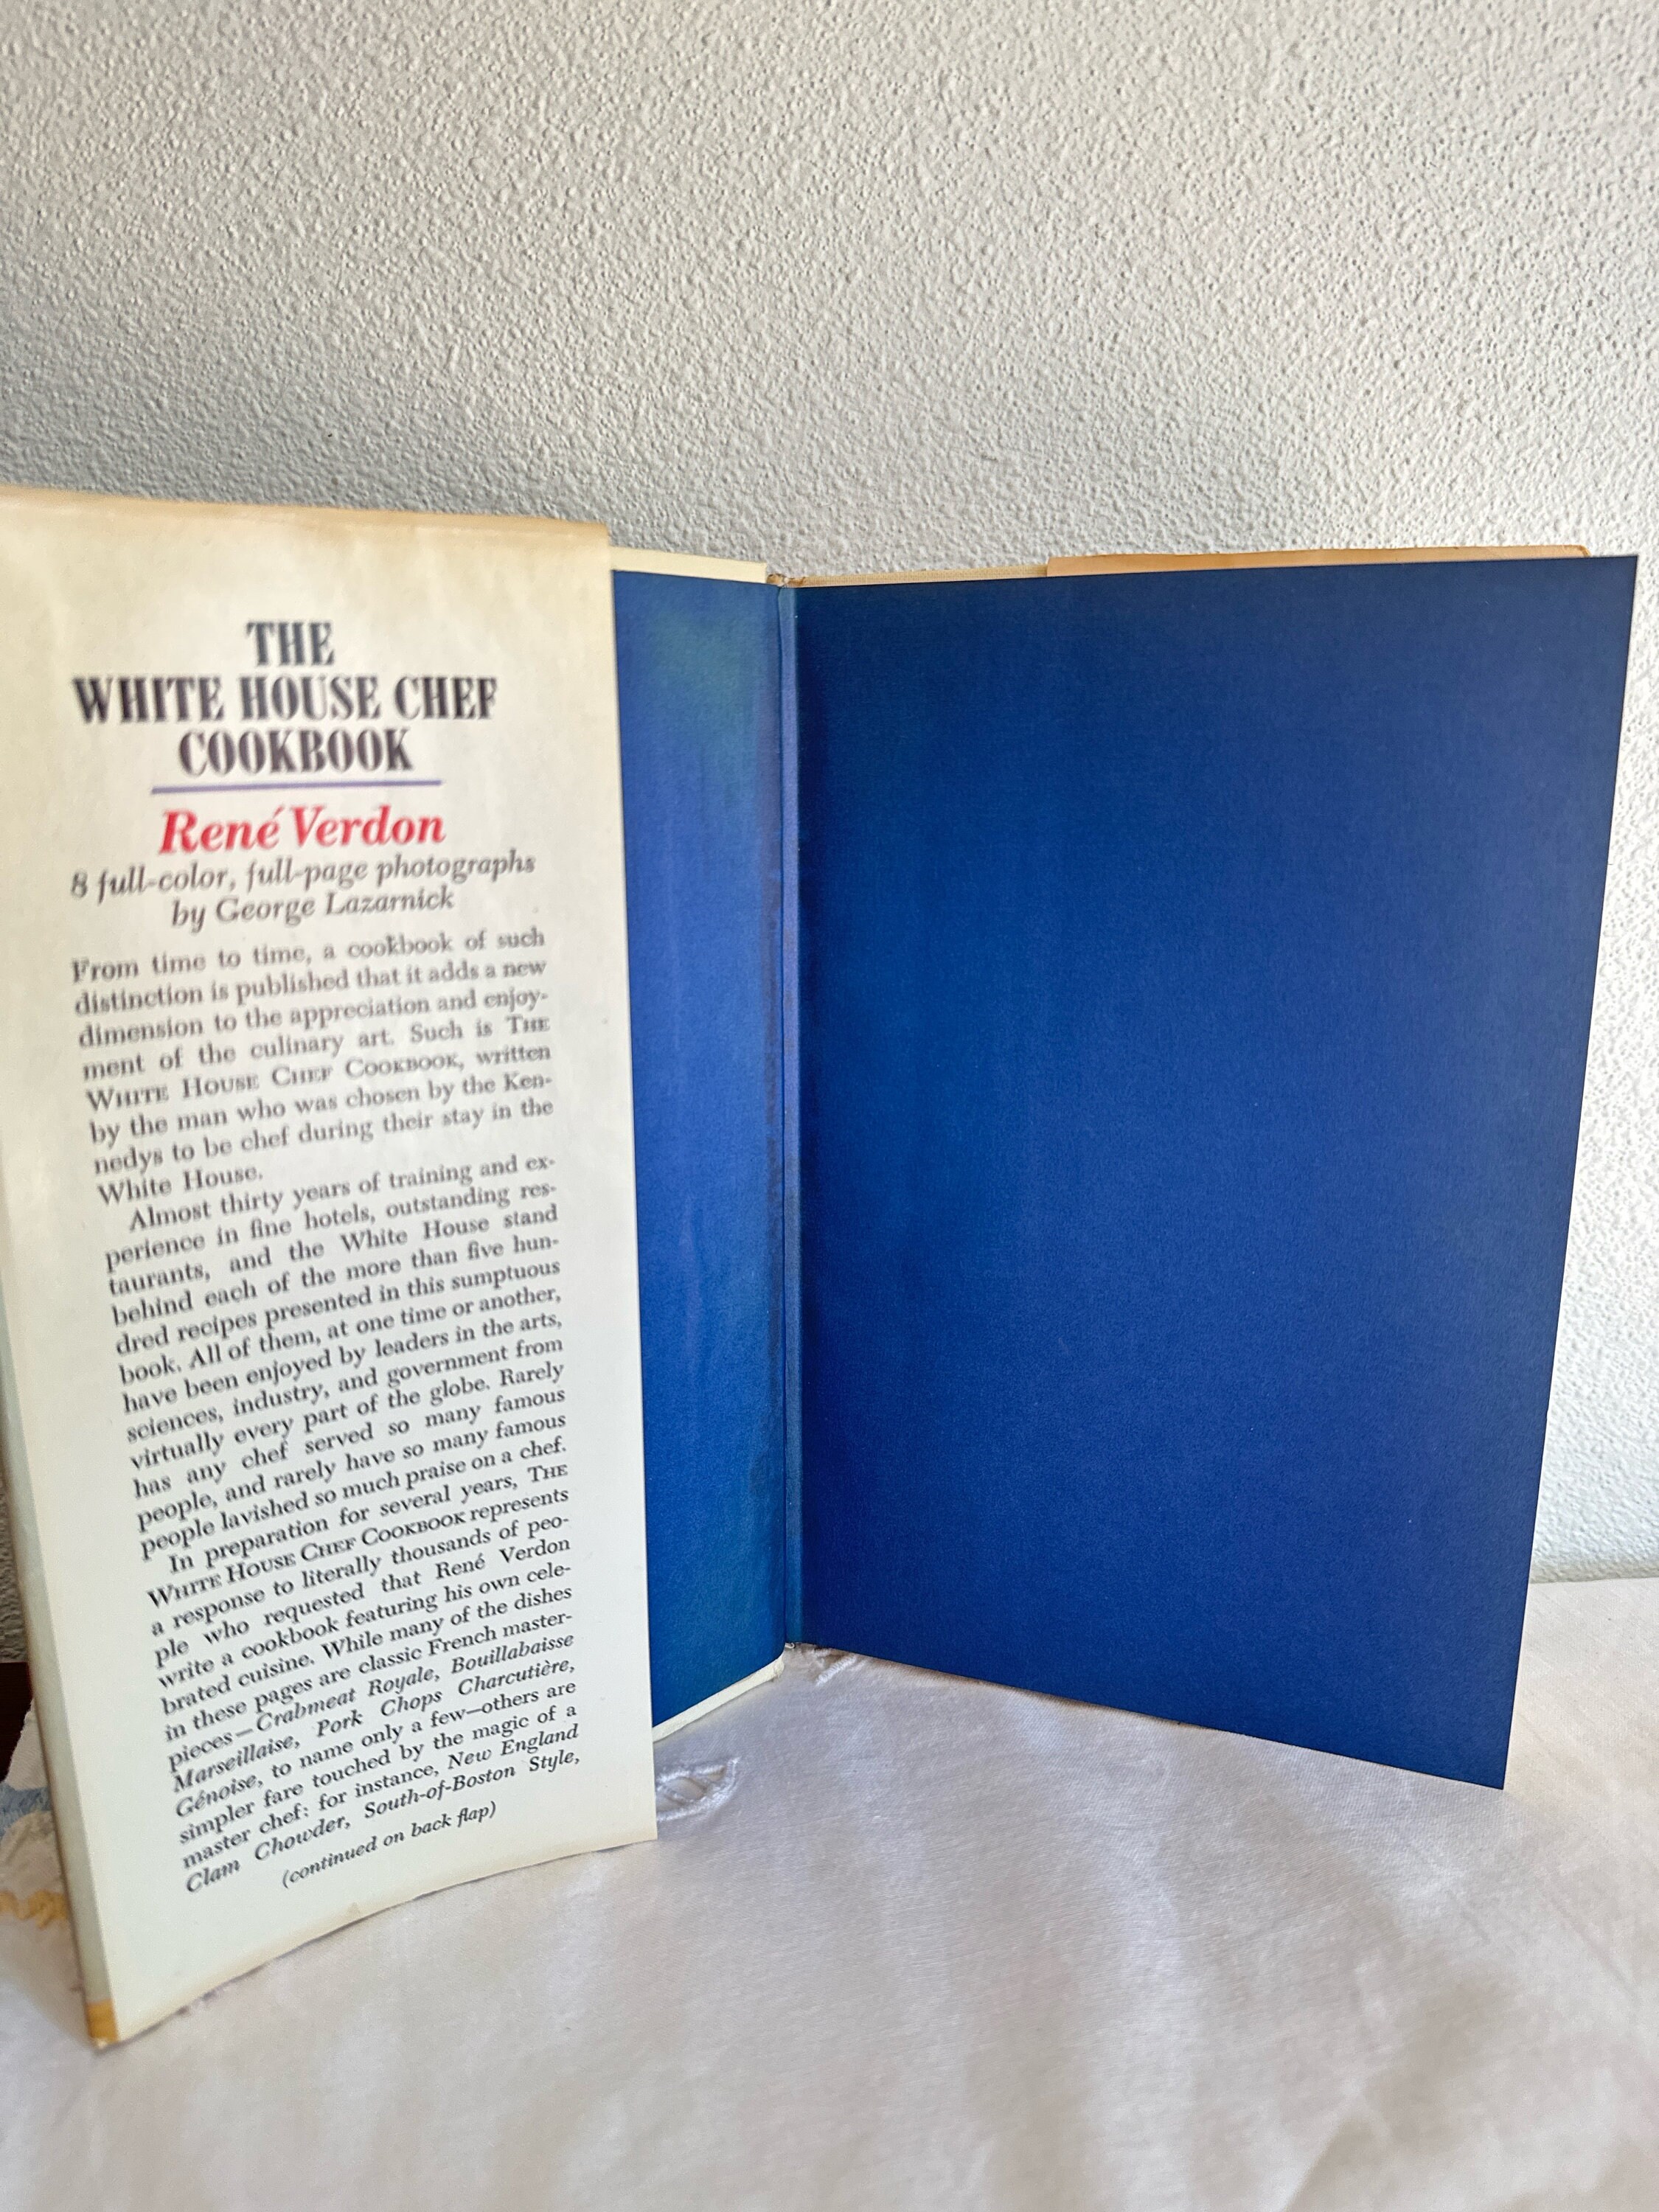 THE
WHITE HOUSE CHEF
COOKBOOK
René Verdon
8 full-color, full-page photographs
by George Lazarnick
From time to time, a cookbook of such
distinction is published that it adds a new
dimension to the appreciation and enjoy-
ment of the culinary art. Such is THE
WHITE HOUSE CHEF COOKBOOK, written
by the man who was chosen by the Ken-
nedys to be chef during their stay in the
White House.
Almost thirty years of training and ex-
perience in fine hotels, outstanding res-
taurants, and the White House stand
behind each of the more than five hun-
dred recipes presented in this sumptuous
book. All of them, at one time or another,
have been enjoyed by leaders in the arts,
sciences, industry, and government from
virtually every part of the globe. Rarely
has any chef served so many famous
people, and rarely have so many famous
people lavished so much praise on a chef.
In preparation for several years, THE
WHITE HOUSE CHEF COOKBOOK represents
a response to literally thousands of peo-
ple who requested that René Verdon
write a cookbook featuring his own cele-
brated cuisine. While many of the dishes
in these pages are classic French master-
pieces—Crabmeat Royale, Bouillabaisse
Marseillaise, Pork Chops Charcutière,
Génoise, to name only a few—others are
simpler fare touched by the magic of a
master chef: for instance, New England
Clam Chowder, South-of-Boston Style,
(continued on back flap)